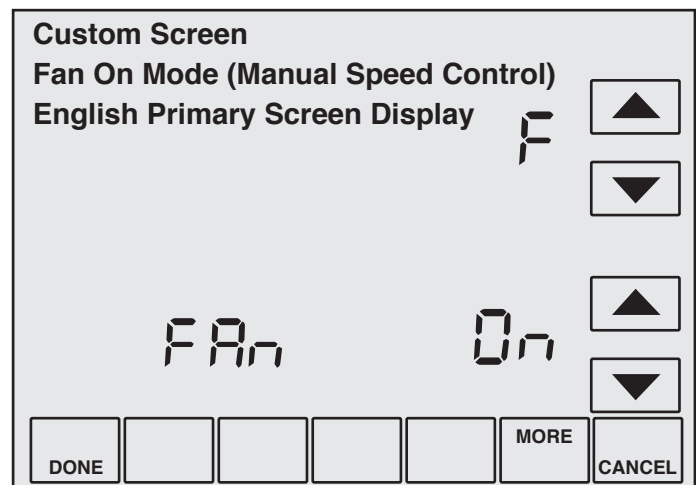 Custom Screen
Fan On Mode (Manual Speed Control)
English Primary Screen Display
F
FAn On
MORE
DONE CANCEL